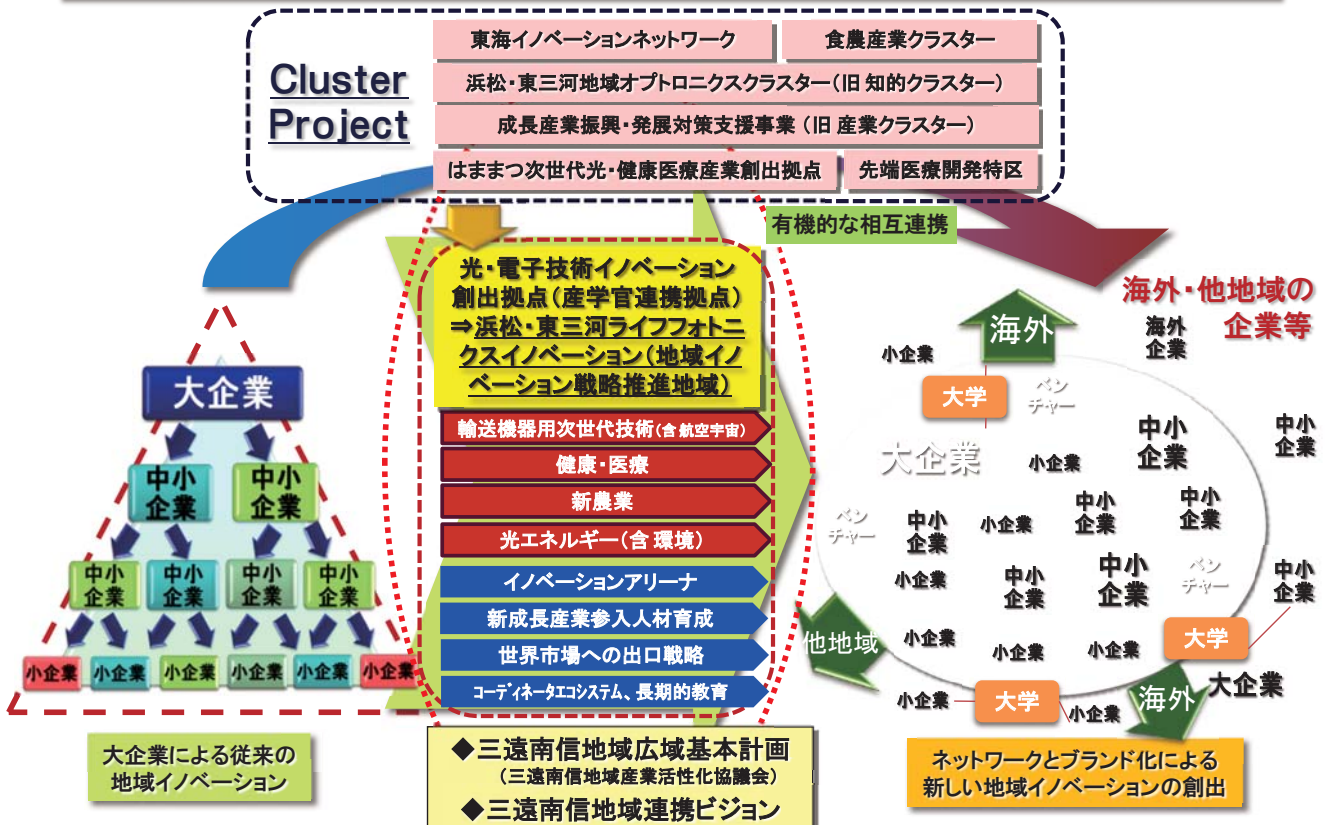 Cluster
Project
東海イノベーションネットワーク
食農産業クラスター
浜松・東三河地域オプトロニクスクラスター(旧 知的クラスター)
成長産業振興・発展対策支援事業 (旧 産業クラスター)
はままつ次世代光・健康医療産業創出拠点
先端医療開発特区
有機的な相互連携
光・電子技術イノベーション
創出拠点(産学官連携拠点)
⇒浜松・東三河ライフフォトニ
クスイノベーション(地域イノ
ベーション戦略推進地域)
輸送機器用次世代技術(含 航空宇宙)
健康・医療
新農業
光エネルギー(含 環境)
イノベーションアリーナ
新成長産業参入人材育成
世界市場への出口戦略
コーディネータエコシステム、長期的教育
◆三遠南信地域広域基本計画
(三遠南信地域産業活性化協議会)
◆三遠南信地域連携ビジョン
大企業
中小
企業
中小
企業
中小
企業
中小
企業
中小
企業
中小
企業
小企業
小企業
小企業
小企業
小企業
小企業
大企業による従来の
地域イノベーション
海外・他地域の
企業等
海外
海外
企業
小企業
大学
ベン
チャー
大企業
小企業
中小
企業
中小
企業
ベン
チャー
中小
企業
小企業
中小
企業
中小
企業
小企業
中小
企業
中小
企業
ベン
チャー
中小
企業
他地域
小企業
小企業
小企業
大学
大企業
小企業
大学
小企業
海外
ネットワークとブランド化による
新しい地域イノベーションの創出